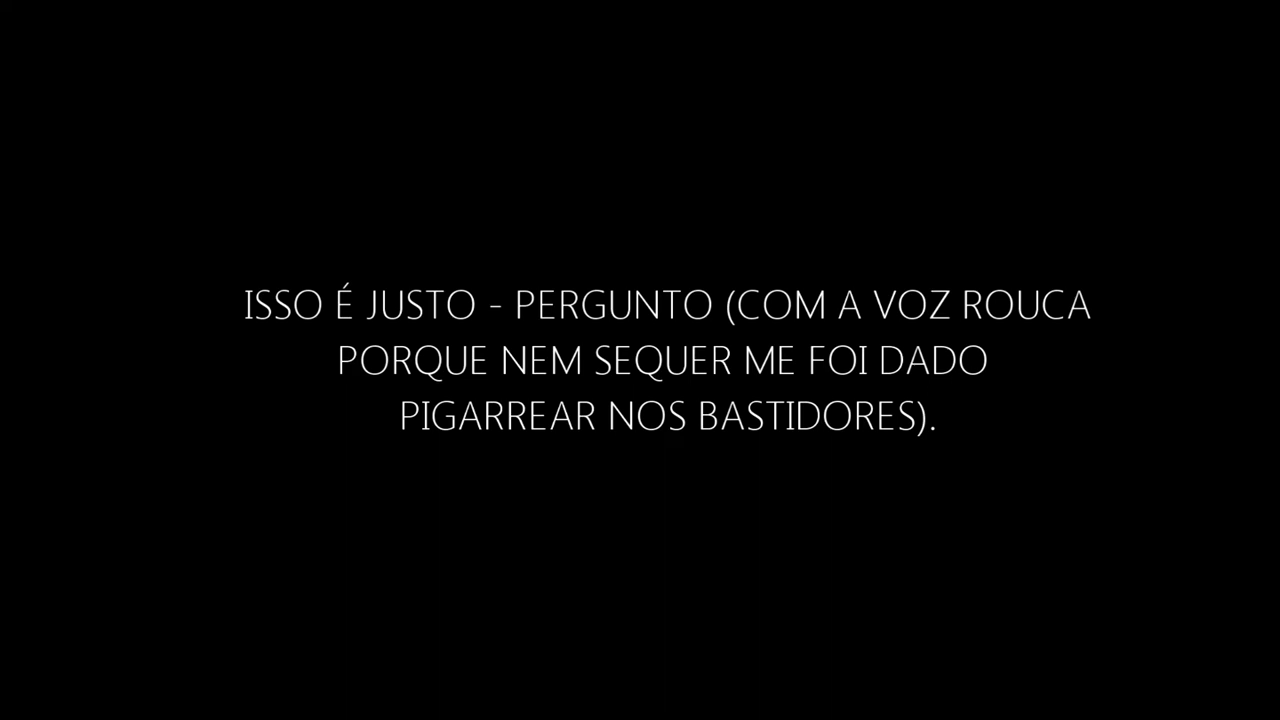 ISSO É JUSTO - PERGUNTO (COM A VOZ ROUCA
PORQUE NEM SEQUER ME FOI DADO
PIGARREAR NOS BASTIDORES).